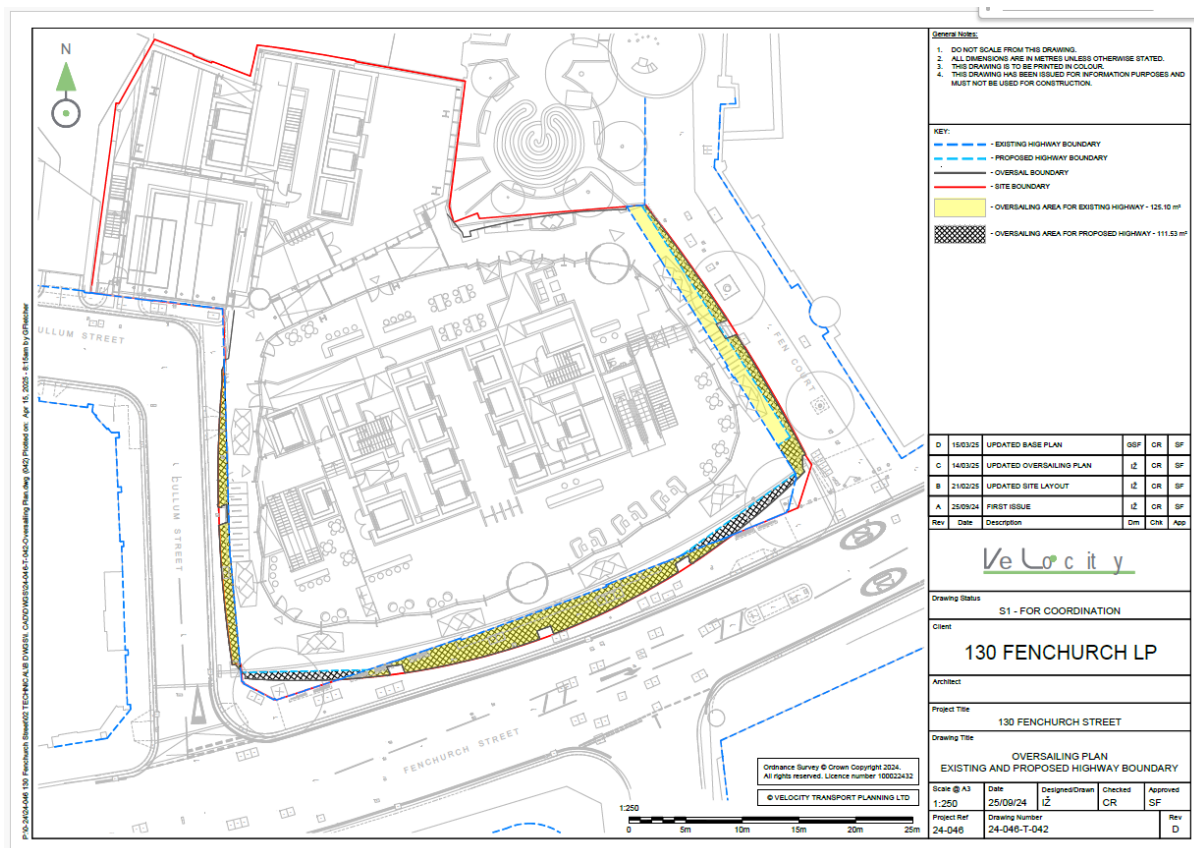 General Notes:
1. DO NOT SCALE FROM THIS DRAWING.
2. ALL DIMENSIONS ARE IN METRES UNLESS OTHERWISE STATED.
3. THIS DRAWING IS TO BE PRINTED IN COLOUR.
4. THIS DRAWING HAS BEEN ISSUED FOR INFORMATION PURPOSES AND
MUST NOT BE USED FOR CONSTRUCTION.
KEY:
- EXISTING HIGHWAY BOUNDARY
- PROPOSED HIGHWAY BOUNDARY
- OVERSAIL BOUNDARY
- SITE BOUNDARY
- OVERSAILING AREA FOR EXISTING HIGHWAY - 125.10 m²
- OVERSAILING AREA FOR PROPOSED HIGHWAY - 111.53 m²
N
ULLUM STREET
CULLUM STREET
FEN COURT
FENCHURCH STREET
D 15/03/25 UPDATED BASE PLAN GSF CR SF
C 14/03/25 UPDATED OVERSAILING PLAN IŽ CR SF
B 21/02/25 UPDATED SITE LAYOUT IŽ CR SF
A 25/09/24 FIRST ISSUE IŽ CR SF
Rev Date Description Drn Chk App
Velocity
Drawing Status
S1 - FOR COORDINATION
Client
130 FENCHURCH LP
Architect
Project Title
130 FENCHURCH STREET
Drawing Title
OVERSAILING PLAN
EXISTING AND PROPOSED HIGHWAY BOUNDARY
Scale @ A3 Date Designed/Drawn Checked Approved
1:250 25/09/24 IŽ CR SF
Project Ref Drawing Number Rev
24-046 24-046-T-042 D
Ordnance Survey © Crown Copyright 2024.
All rights reserved. Licence number 100022432
© VELOCITY TRANSPORT PLANNING LTD
1:250
0 5m 10m 15m 20m 25m